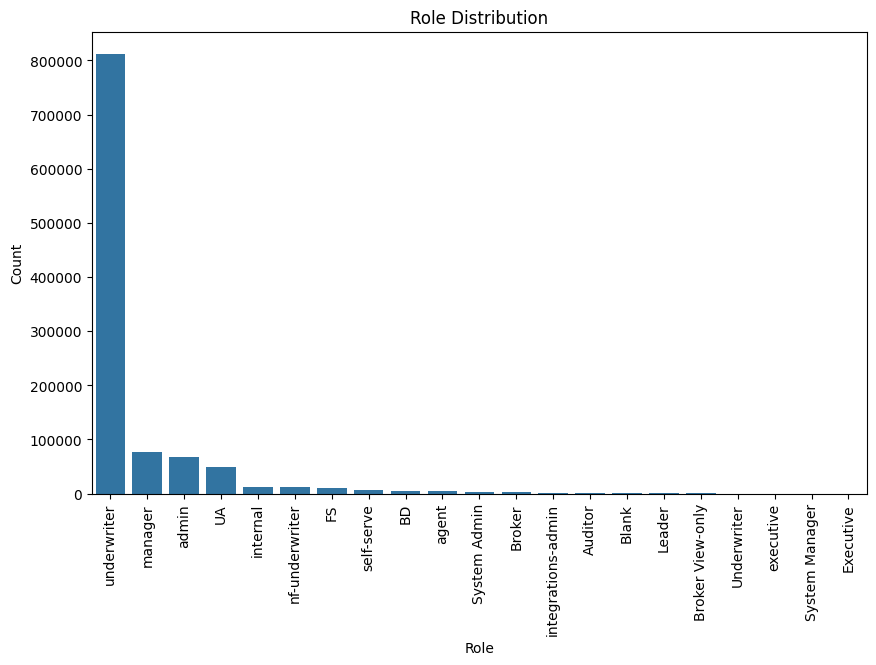 Role Distribution
Count
800000
700000
600000
500000
400000
300000
200000
100000
0
underwriter
manager
admin
UA
internal
nf-underwriter
FS
self-serve
BD
agent
System Admin
Broker
integrations-admin
Auditor
Blank
Leader
Broker View-only
Underwriter
executive
System Manager
Executive
Role